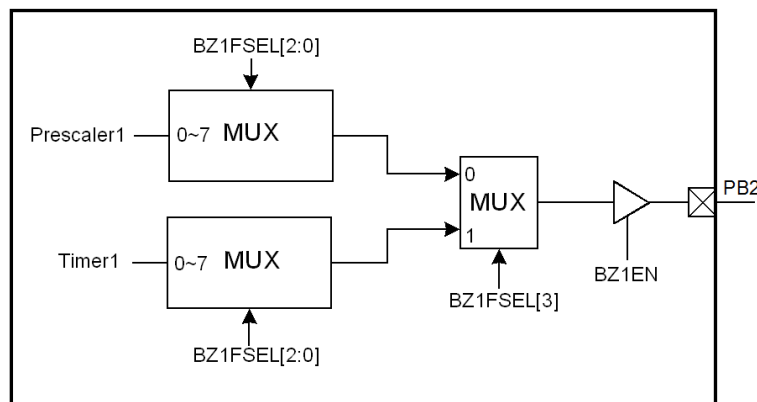 BZ1FSEL[2:0]
Prescaler1
0~7 MUX
0
MUX
PB2
1
Timer1
0~7 MUX
BZ1EN
BZ1FSEL[3]
BZ1FSEL[2:0]